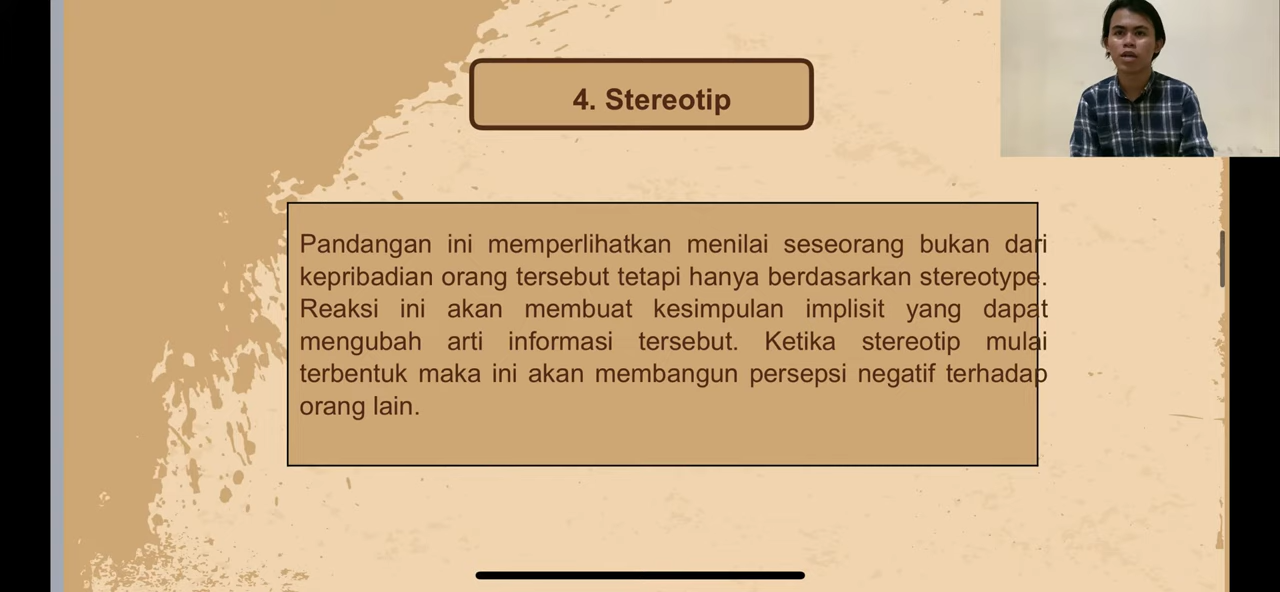 4. Stereotip
Pandangan ini memperlihatkan menilai seseorang bukan dari
kepribadian orang tersebut tetapi hanya berdasarkan stereotype.
Reaksi ini akan membuat kesimpulan implisit yang dapat
mengubah arti informasi tersebut. Ketika stereotip mulai
terbentuk maka ini akan membangun persepsi negatif terhadap
orang lain.